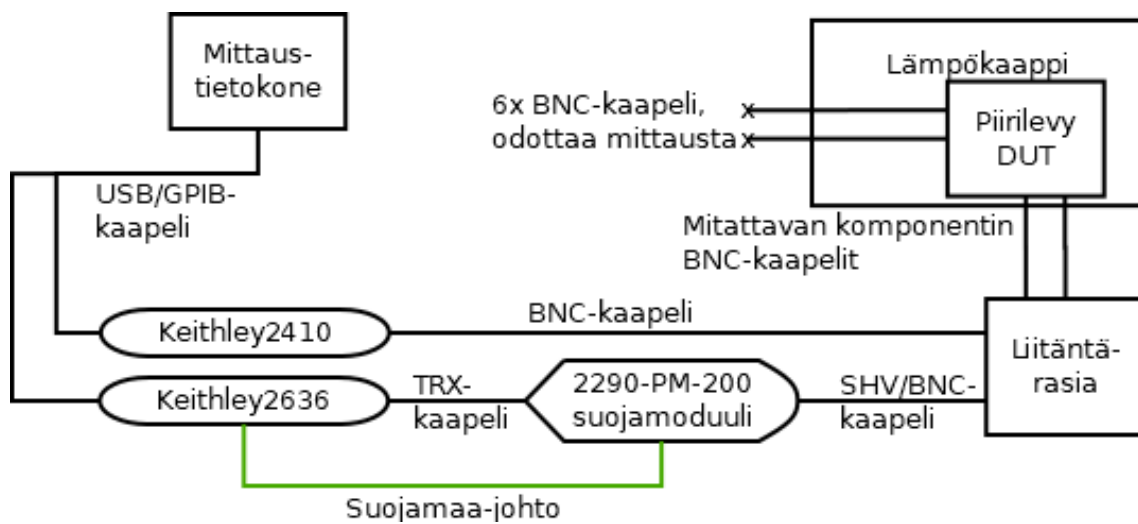 Mittaus-
tietokone
Lämpökaappi
6x BNC-kaapeli,
odottaa mittausta
x
x
Piirilevy
DUT
USB/GPIB-
kaapeli
Mitattavan komponentin
BNC-kaapelit
BNC-kaapeli
Keithley2410
Liitäntä-
rasia
Keithley2636
TRX-
kaapeli
2290-PM-200
suojamoduuli
SHV/BNC-
kaapeli
Suojamaa-johto